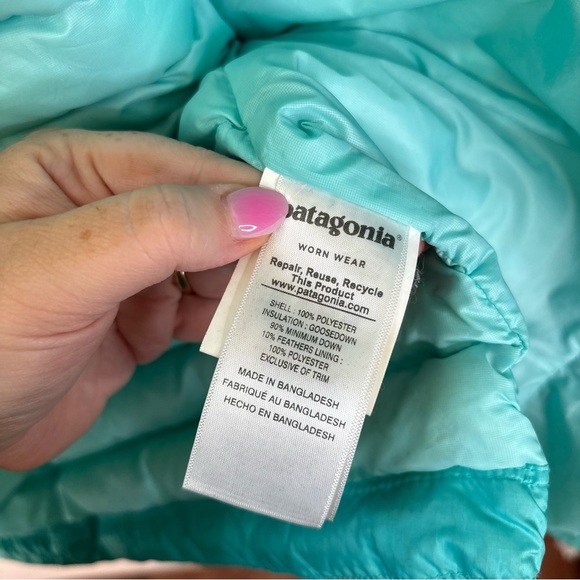 patagonia®
WORN WEAR
Repair, Reuse, Recycle
This Product
www.patagonia.com
SHELL : 100% POLYESTER
INSULATION : GOOSEDOWN
90% MINIMUM DOWN
10% FEATHERS LINING :
100% POLYESTER
EXCLUSIVE OF TRIM
MADE IN BANGLADESH
FABRIQUÉ AU BANGLADESH
HECHO EN BANGLADESH